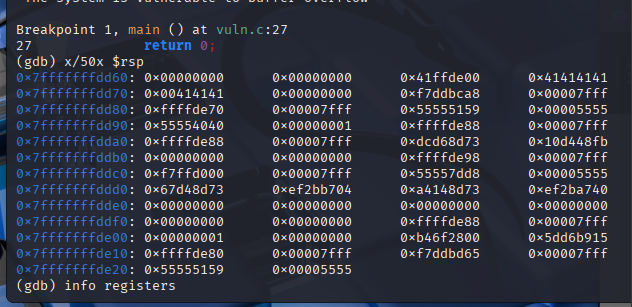 The system is vulnerable to buffer overflow
Breakpoint 1, main () at vuln.c:27
27 return 0;
(gdb) x/50x $rsp
0x7fffffffdd60: 0x00000000 0x00000000 0x41ffde00 0x41414141
0x7fffffffdd70: 0x00414141 0xf7ddbca8 0x00007fff
0x7fffffffdd80: 0xffffde70 0x00007fff 0x55555159 0x00005555
0x7fffffffdd90: 0x55554040 0x00000001 0xffffde88 0x00007fff
0x7fffffffdda0: 0xffffde88 0x00007fff 0xdcd68d73 0x10d448fb
0x7fffffffddb0: 0x00000000 0x00000000 0xffffde98 0x00007fff
0x7fffffffddc0: 0xf7ffd000 0x00007fff 0x55557dd8 0x00005555
0x7fffffffddd0: 0x67d48d73 0xef2bb704 0xa4148d73 0xef2ba740
0x7fffffffdde0: 0x00000000 0x00000000 0x00000000 0x00000000
0x7fffffffddf0: 0x00000000 0x00000000 0xffffde88 0x00007fff
0x7fffffffde00: 0x00000001 0x00000000 0xb46f2800 0x5dd6b915
0x7fffffffde10: 0xffffde80 0x00007fff 0xf7ddbd65 0x00007fff
0x7fffffffde20: 0x55555159 0x00005555
(gdb) info registers